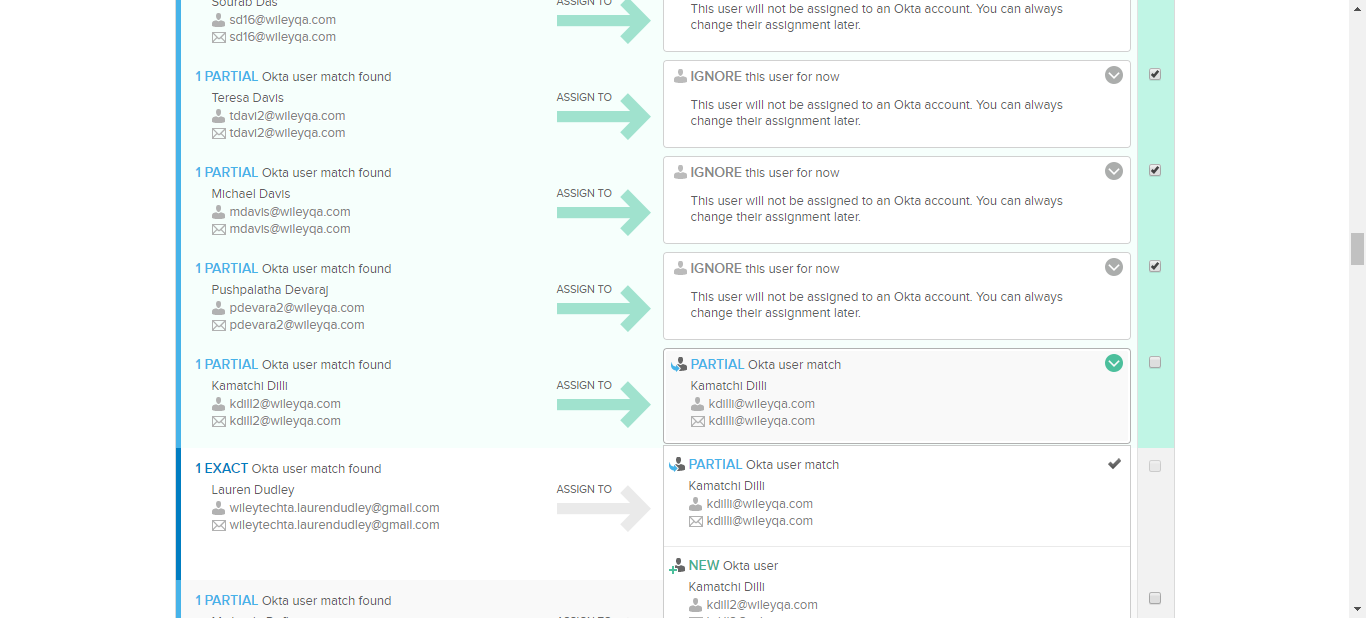 Sourab Das
sd16@wileyqa.com
sd16@wileyqa.com
ASSIGN TO
This user will not be assigned to an Okta account. You can always
change their assignment later.
1 PARTIAL Okta user match found
Teresa Davis
tdavi2@wileyqa.com
tdavi2@wileyqa.com
ASSIGN TO
IGNORE this user for now
This user will not be assigned to an Okta account. You can always
change their assignment later.
1 PARTIAL Okta user match found
Michael Davis
mdavis@wileyqa.com
mdavis@wileyqa.com
ASSIGN TO
IGNORE this user for now
This user will not be assigned to an Okta account. You can always
change their assignment later.
1 PARTIAL Okta user match found
Pushpalatha Devaraj
pdevara2@wileyqa.com
pdevara2@wileyqa.com
ASSIGN TO
IGNORE this user for now
This user will not be assigned to an Okta account. You can always
change their assignment later.
1 PARTIAL Okta user match found
Kamatchi Dilli
kdill2@wileyqa.com
kdill2@wileyqa.com
ASSIGN TO
PARTIAL Okta user match
Kamatchi Dilli
kdilli@wileyqa.com
kdilli@wileyqa.com
1 EXACT Okta user match found
Lauren Dudley
wileytechta.laurendudley@gmail.com
wileytechta.laurendudley@gmail.com
ASSIGN TO
PARTIAL Okta user match
Kamatchi Dilli
kdilli@wileyqa.com
kdilli@wileyqa.com
NEW Okta user
Kamatchi Dilli
kdill2@wileyqa.com
1 PARTIAL Okta user match found
ASSIGN TO